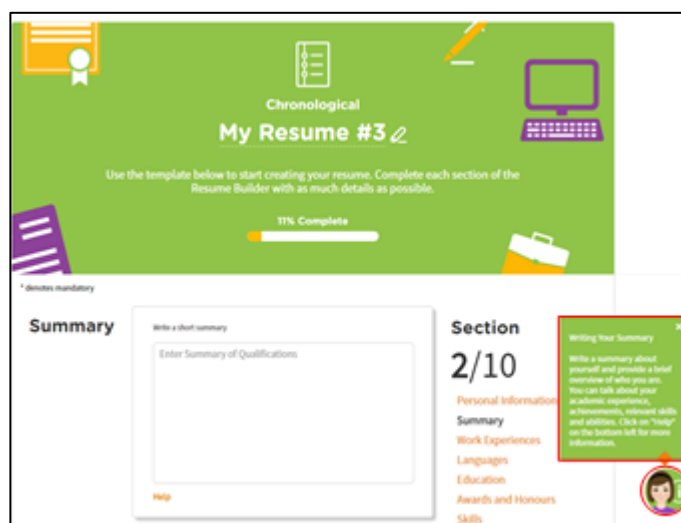 Chronological
My Resume #3
Use the template below to start creating your resume. Complete each section of the
Resume Builder with as much details as possible.
11% Complete
* denotes mandatory
Summary
Write a short summary
Enter Summary of Qualifications
Help
Section
2/10
Personal Information
Summary
Work Experiences
Languages
Education
Awards and Honours
Skills
Writing Your Summary
Write a summary about
yourself and provide a brief
overview of who you are.
You can talk about your
academic experience,
achievements, relevant skills
and abilities. Click on "Help"
on the bottom left for more
information.